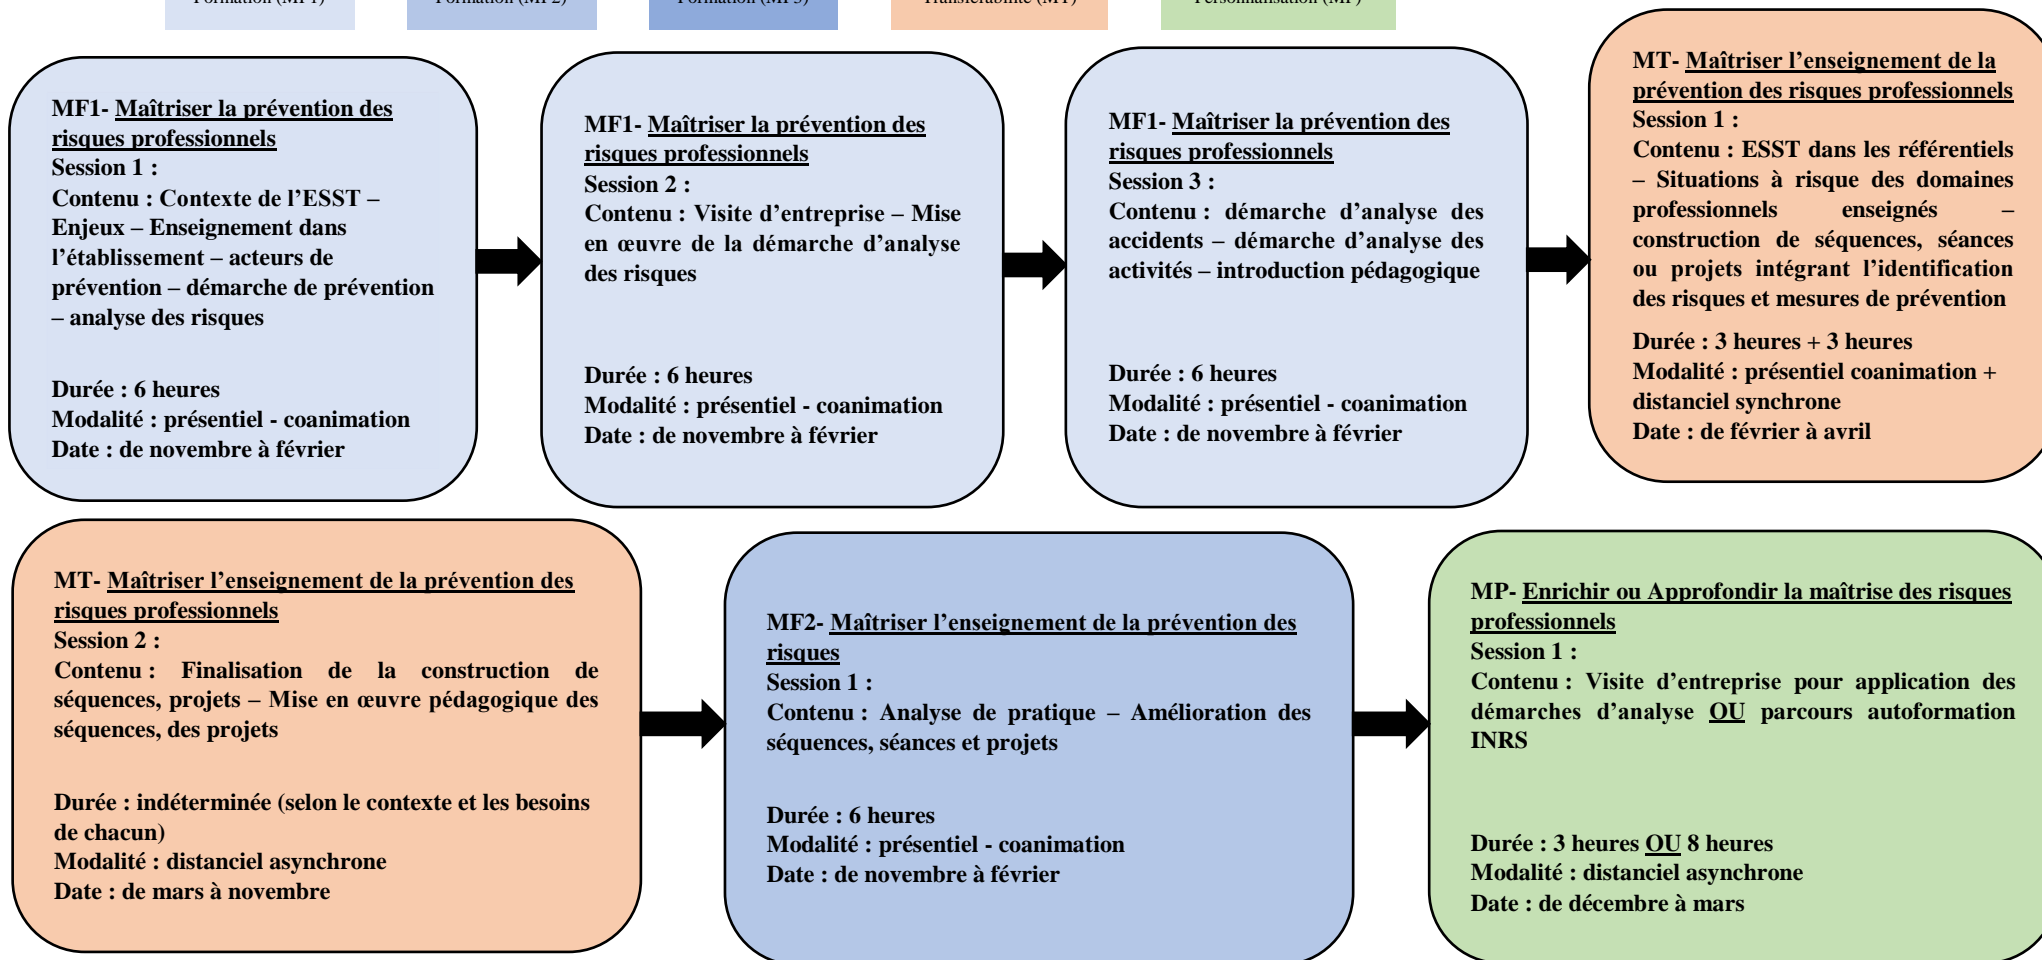 Formation (MF1) Formation (MF2) Formation (MF3) Transférabilité (MT) Personnalisation (MP)
MF1- Maîtriser la prévention des
risques professionnels
Session 1 :
Contenu : Contexte de l’ESST –
Enjeux – Enseignement dans
l’établissement – acteurs de
prévention – démarche de prévention
– analyse des risques
Durée : 6 heures
Modalité : présentiel - coanimation
Date : de novembre à février
MF1- Maîtriser la prévention des
risques professionnels
Session 2 :
Contenu : Visite d’entreprise – Mise
en œuvre de la démarche d’analyse
des risques
Durée : 6 heures
Modalité : présentiel - coanimation
Date : de novembre à février
MF1- Maîtriser la prévention des
risques professionnels
Session 3 :
Contenu : démarche d’analyse des
accidents – démarche d’analyse des
activités – introduction pédagogique
Durée : 6 heures
Modalité : présentiel - coanimation
Date : de novembre à février
MT- Maîtriser l’enseignement de la
prévention des risques professionnels
Session 1 :
Contenu : ESST dans les référentiels
– Situations à risque des domaines
professionnels enseignés –
construction de séquences, séances
ou projets intégrant l’identification
des risques et mesures de prévention
Durée : 3 heures + 3 heures
Modalité : présentiel coanimation +
distanciel synchrone
Date : de février à avril
MT- Maîtriser l’enseignement de la prévention des
risques professionnels
Session 2 :
Contenu : Finalisation de la construction de
séquences, projets – Mise en œuvre pédagogique des
séquences, des projets
Durée : indéterminée (selon le contexte et les besoins
de chacun)
Modalité : distanciel asynchrone
Date : de mars à novembre
MF2- Maîtriser l’enseignement de la prévention des
risques
Session 1 :
Contenu : Analyse de pratique – Amélioration des
séquences, séances et projets
Durée : 6 heures
Modalité : présentiel - coanimation
Date : de novembre à février
MP- Enrichir ou Approfondir la maîtrise des risques
professionnels
Session 1 :
Contenu : Visite d’entreprise pour application des
démarches d’analyse OU parcours autoformation
INRS
Durée : 3 heures OU 8 heures
Modalité : distanciel asynchrone
Date : de décembre à mars